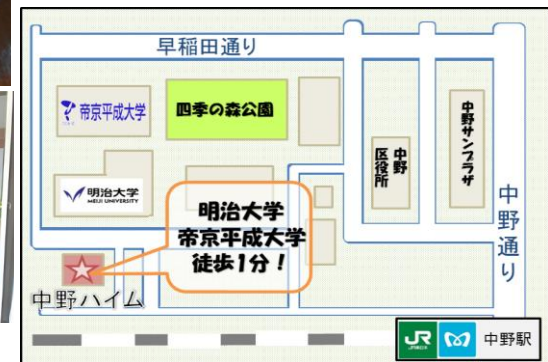 早稲田通り
帝京平成大学
四季の森公園
中野
区役所
中野サンプラザ
明治大学
MEIJI UNIVERSITY
明治大学
帝京平成大学
徒歩1分！
中野通り
中野ハイム
JR
中野駅